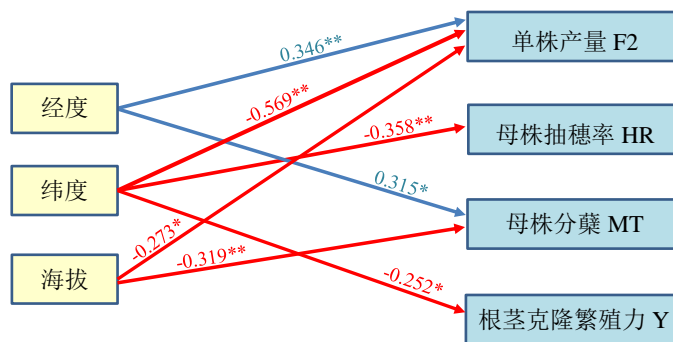 单株产量 F2
0.346**
经度
-0.569**
-0.358**
母株抽穗率 HR
纬度
0.315*
母株分蘖 MT
-0.273*
-0.319**
海拔
-0.252*
根茎克隆繁殖力 Y